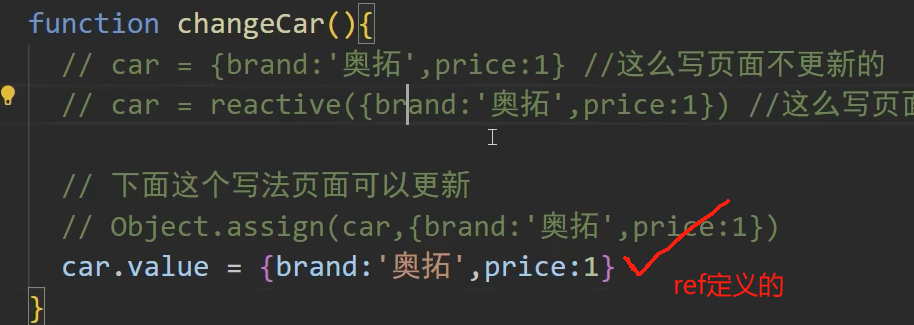 function changeCar(){
// car = {brand:'奥拓',price:1} //这么写页面不更新的
// car = reactive({brand:'奥拓',price:1}) //这么写页面
// 下面这个写法页面可以更新
// Object.assign(car,{brand:'奥拓',price:1})
car.value = {brand:'奥拓',price:1}
ref定义的
}